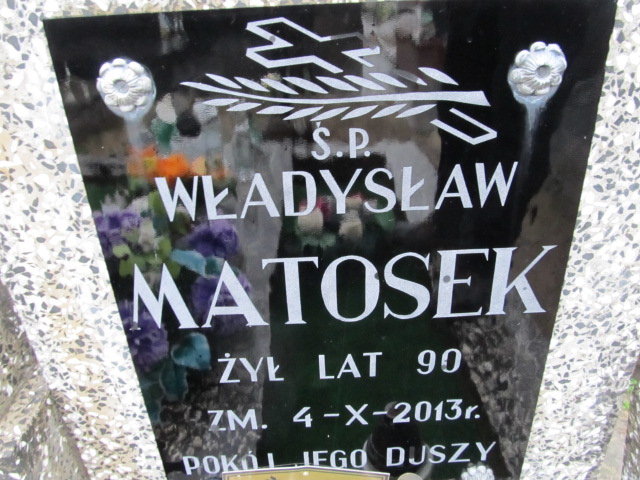 Ś.P.
WŁADYSŁAW
MATOSEK
ŻYŁ LAT 90
ZM. 4-X-2013r.
POKÓJ JEGO DUSZY